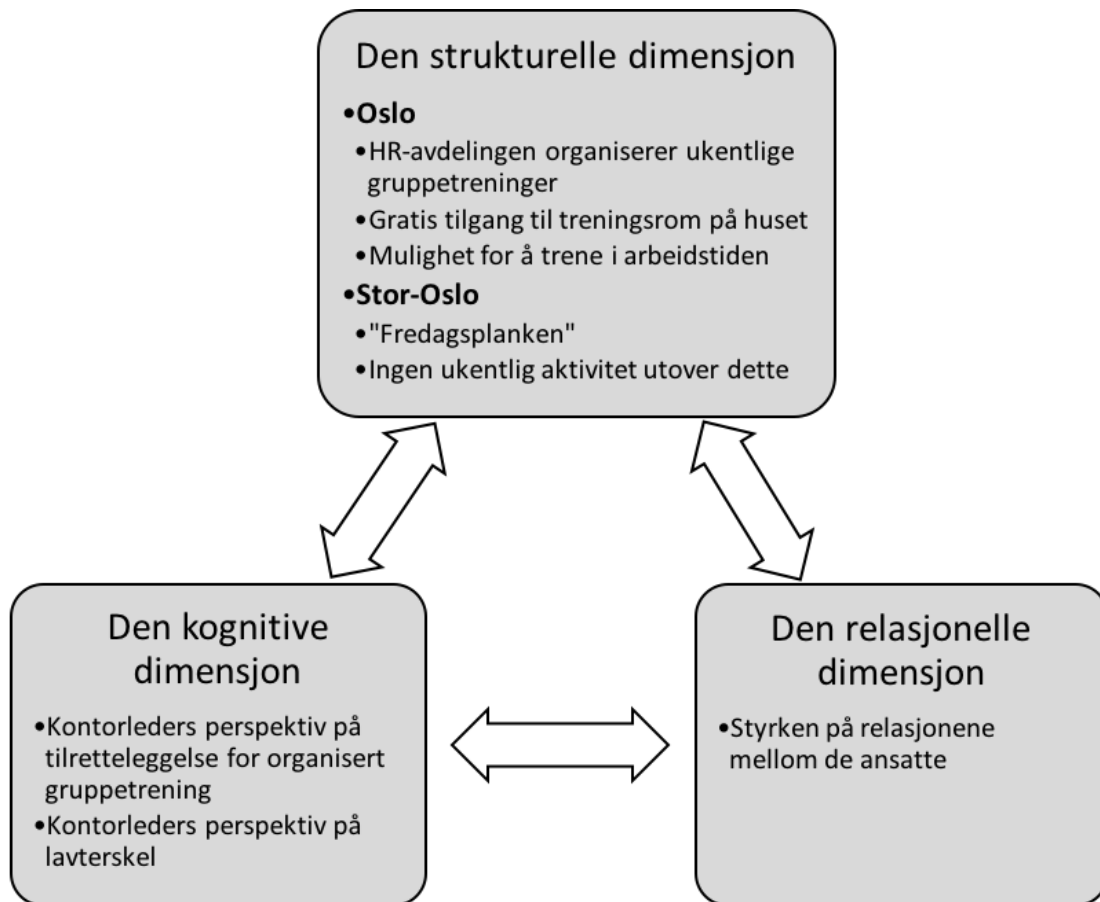 Den strukturelle dimensjon
•Oslo
•HR-avdelingen organiserer ukentlige
gruppetreninger
•Gratis tilgang til treningsrom på huset
•Mulighet for å trene i arbeidstiden
•Stor-Oslo
•"Fredagsplanken"
•Ingen ukentlig aktivitet utover dette
Den kognitive
dimensjon
•Kontorleders perspektiv på
tilretteleggelse for organisert
gruppetrening
•Kontorleders perspektiv på
lavterskel
Den relasjonelle
dimensjon
•Styrken på relasjonene
mellom de ansatte